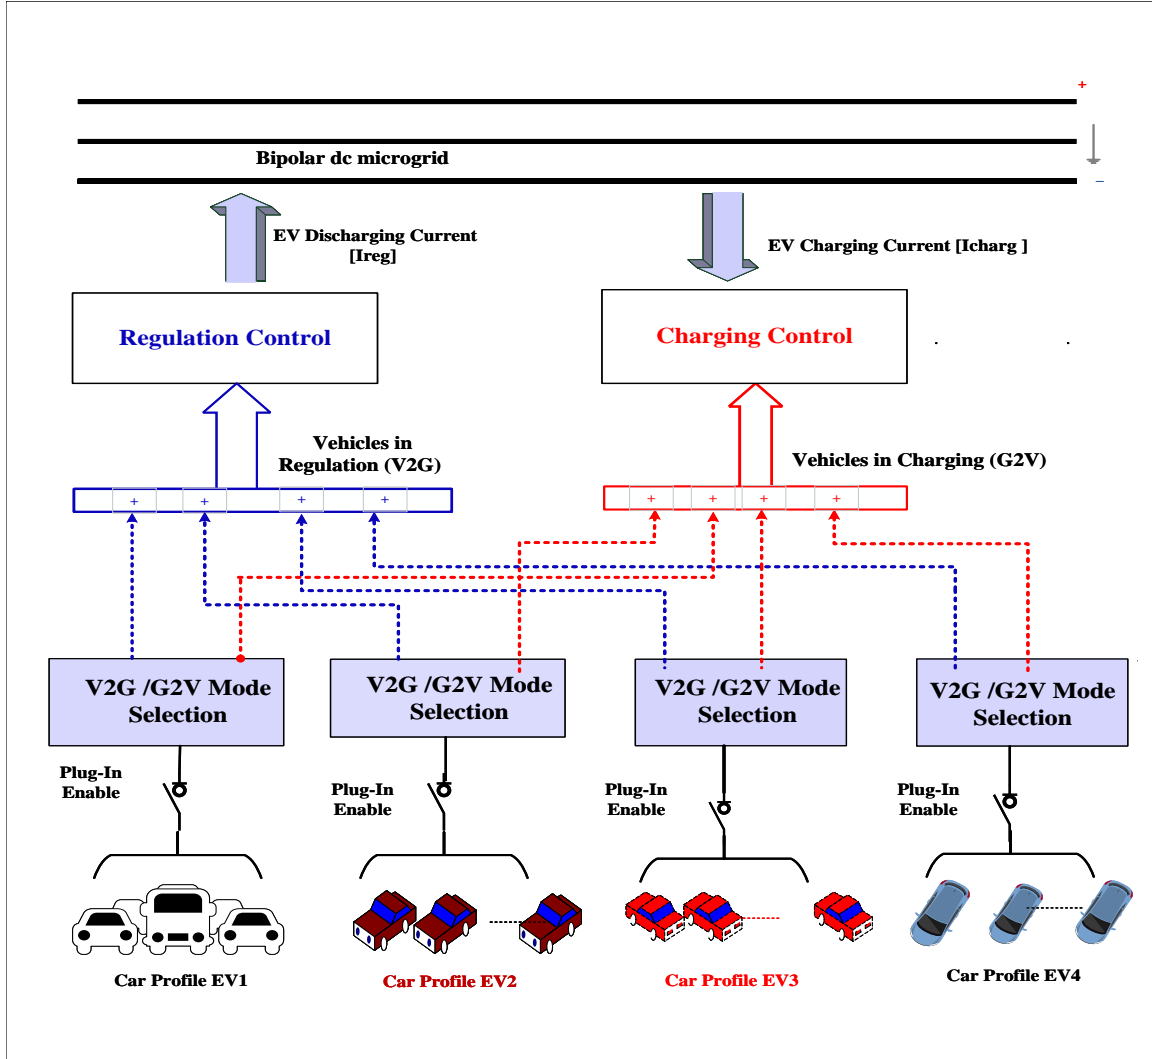 +
Bipolar dc microgrid
_
EV Discharging Current
[Ireg]
EV Charging Current [Icharg ]
Regulation Control
Charging Control
Vehicles in
Regulation (V2G)
Vehicles in Charging (G2V)
+ + + +
+ + + +
V2G /G2V Mode
Selection
V2G /G2V Mode
Selection
V2G /G2V Mode
Selection
V2G /G2V Mode
Selection
Plug-In
Enable
Plug-In
Enable
Plug-In
Enable
Plug-In
Enable
Car Profile EV1
Car Profile EV2
Car Profile EV3
Car Profile EV4